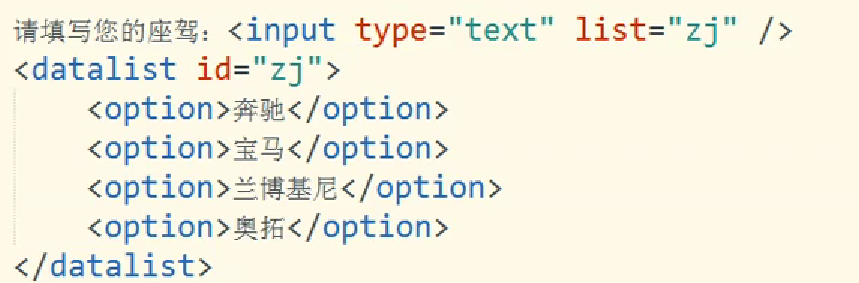 请填写您的座驾：<input type="text" list="zj" />
<datalist id="zj">
    <option>奔驰</option>
    <option>宝马</option>
    <option>兰博基尼</option>
    <option>奥拓</option>
</datalist>